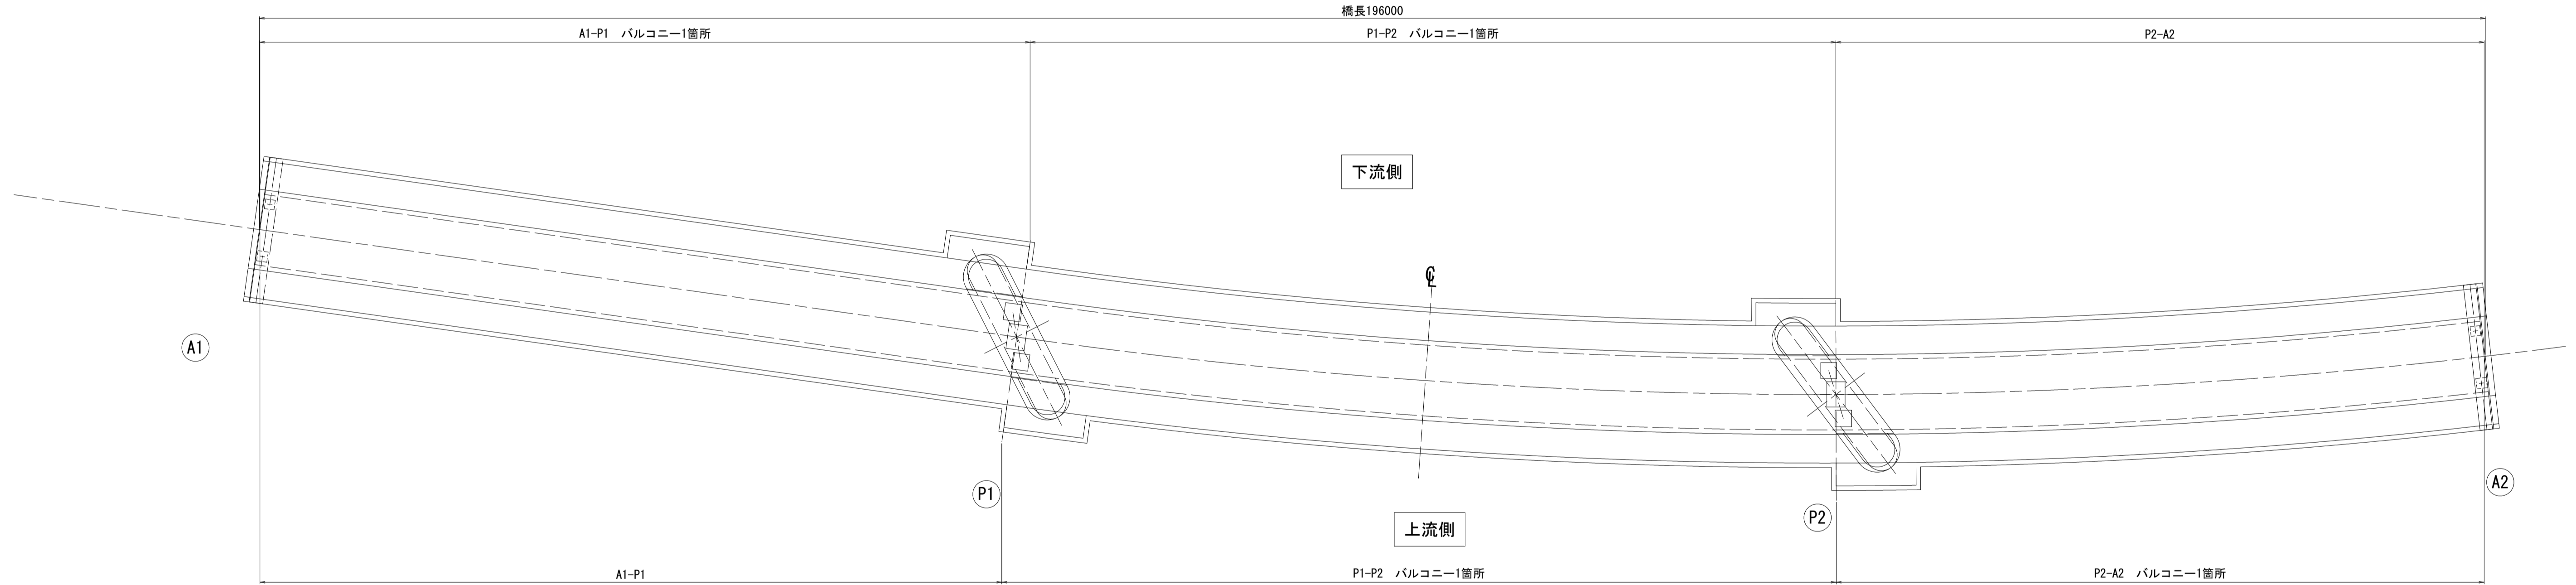 橋長196000
A1-P1　バルコニー1箇所
P1-P2　バルコニー1箇所
P2-A2
下流側
CL
A1
P1
P2
A2
上流側
A1-P1
P1-P2　バルコニー1箇所
P2-A2　バルコニー1箇所